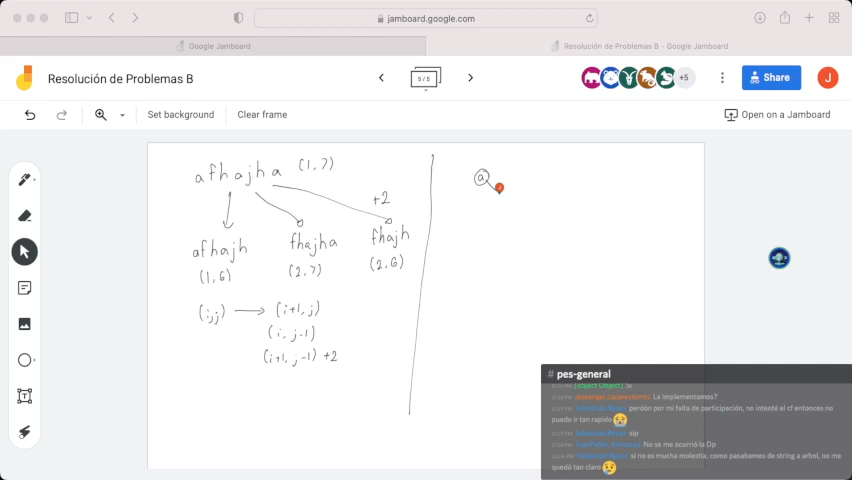 jamboard.google.com
Google Jamboard
Resolución de Problemas B - Google Jamboard
Resolución de Problemas B
5 / 5
+5
Share
J
Set background
Clear frame
Open on a Jamboard
afhajha (1,7)
+2
afhajh fhajha fhajh
(1,6) (2,7) (2,6)
(i,j) → (i+1, j)
(i, j-1)
(i+1, j-1) +2
a
# pes-general
[object Object] Si
La implementamos?
perdón por mi falta de participación, no intenté el cf entonces no
puedo ir tan rapido
sip
No se me ocurrió la Dp
si no es mucha molestia, como pasabamos de string a arbol, no me
quedó tan claro